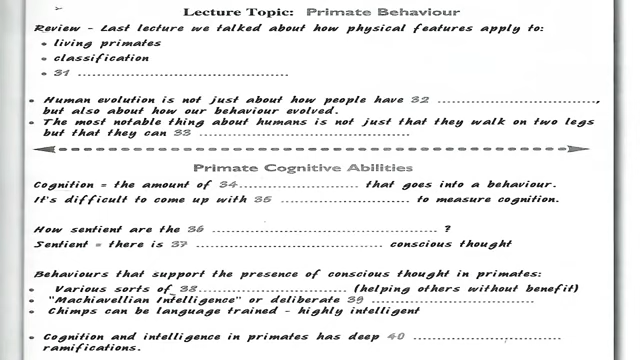 Lecture Topic: Primate Behaviour
Review - Last lecture we talked about how physical features apply to:
• living primates
• classification
• 31 ........................................................
• Human evolution is not just about how people have 32 ..........................................,
but also about how our behaviour evolved.
• The most notable thing about humans is not just that they walk on two legs
but that they can 33 ..........................................
Primate Cognitive Abilities
Cognition = the amount of 34.............................. that goes into a behaviour.
It's difficult to come up with 35 .................................. to measure cognition.
How sentient are the 36 ................................................ ?
Sentient = there is 37 ................................................ conscious thought
Behaviours that support the presence of conscious thought in primates:
• Various sorts of 38.............................. (helping others without benefit)
• "Machiavellian Intelligence" or deliberate 39 ..........................................
• Chimps can be language trained - highly intelligent
• Cognition and intelligence in primates has deep 40 ..........................................
ramifications.